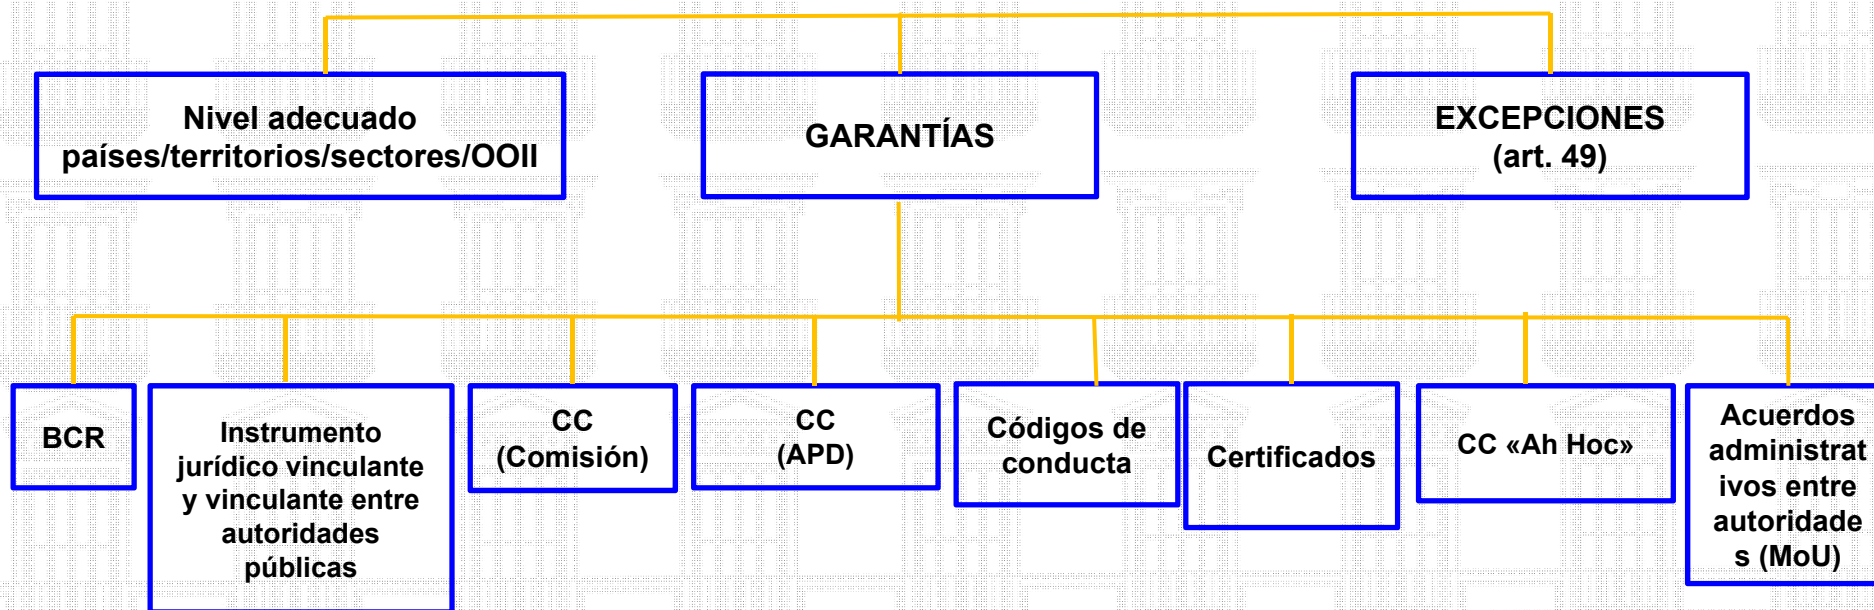 Nivel adecuado
países/territorios/sectores/OOII
GARANTÍAS
EXCEPCIONES
(art. 49)
BCR
Instrumento
jurídico vinculante
y vinculante entre
autoridades
públicas
CC
(Comisión)
CC
(APD)
Códigos de
conducta
Certificados
CC «Ah Hoc»
Acuerdos
administrat
ivos entre
autoridade
s (MoU)